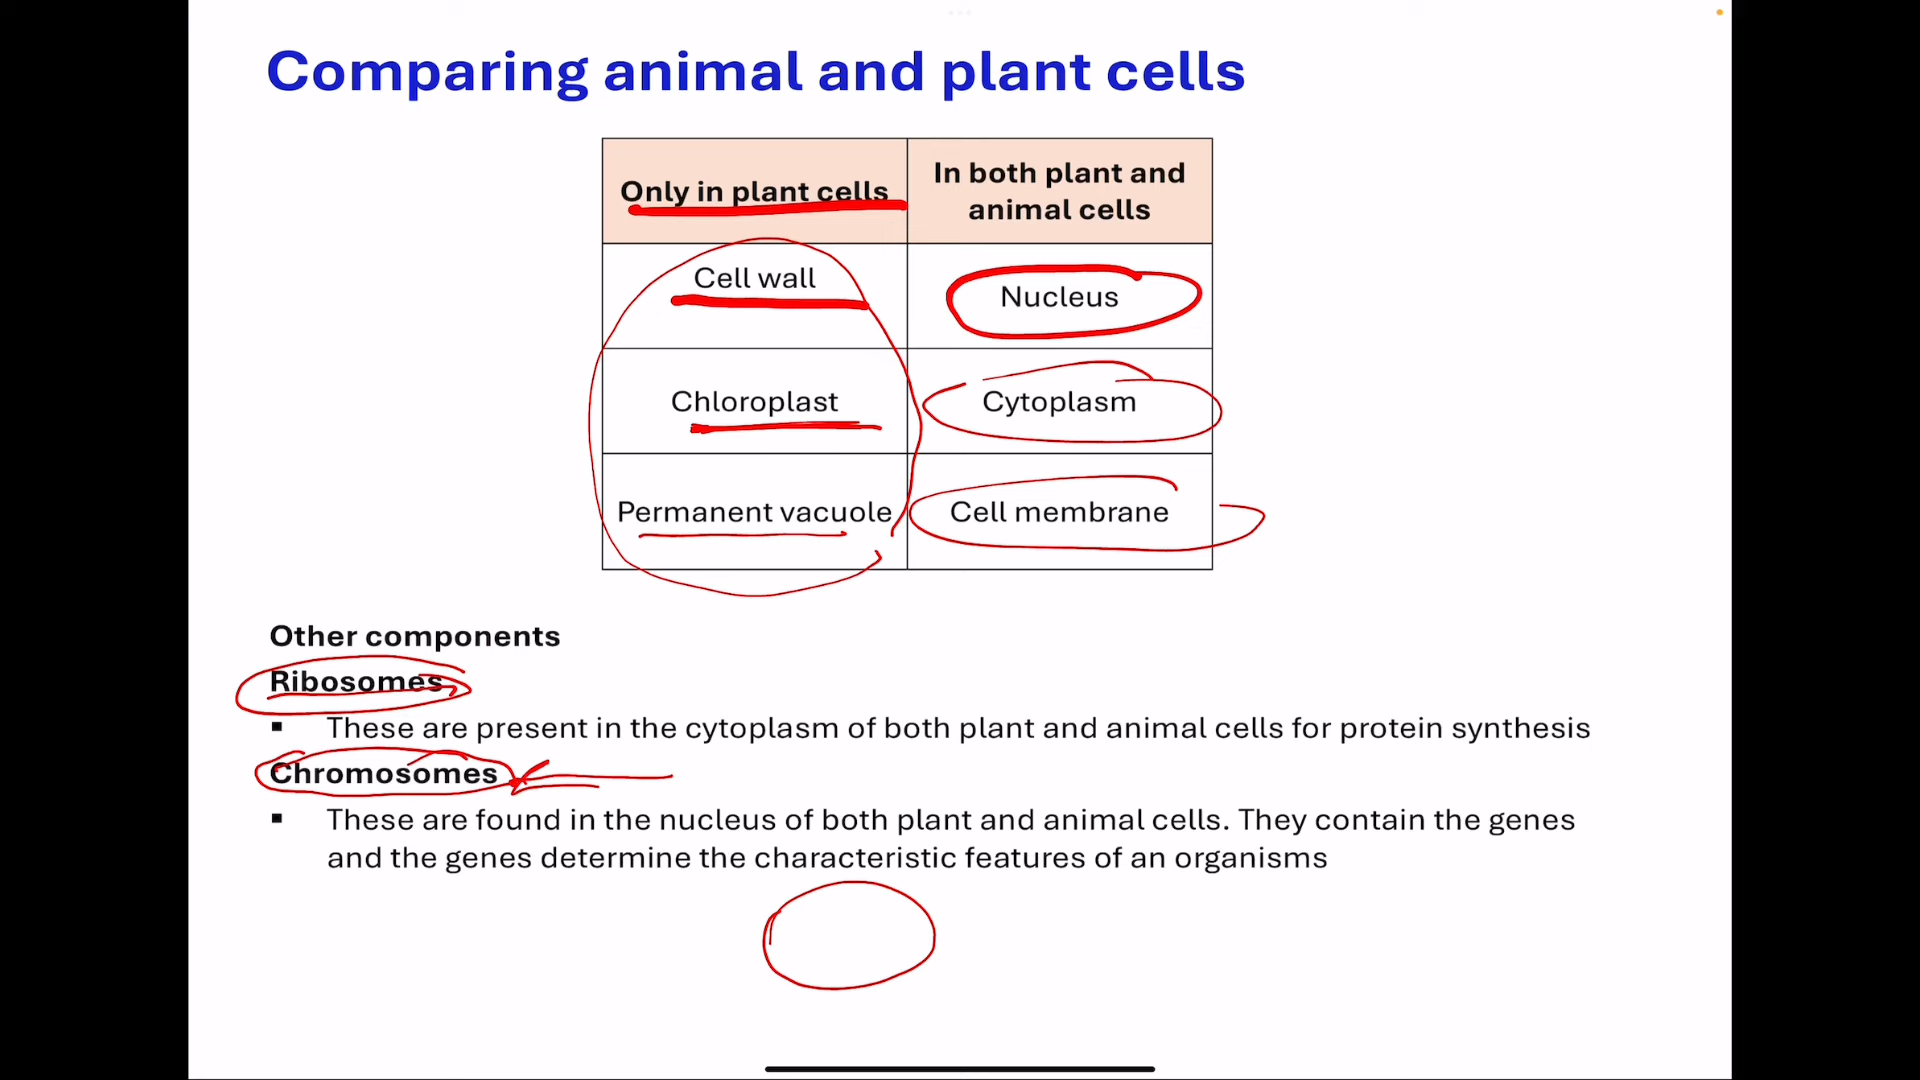 Comparing animal and plant cells
Only in plant cells
In both plant and
animal cells
Cell wall
Nucleus
Chloroplast
Cytoplasm
Permanent vacuole
Cell membrane
Other components
Ribosomes
▪ These are present in the cytoplasm of both plant and animal cells for protein synthesis
Chromosomes
▪ These are found in the nucleus of both plant and animal cells. They contain the genes
and the genes determine the characteristic features of an organisms